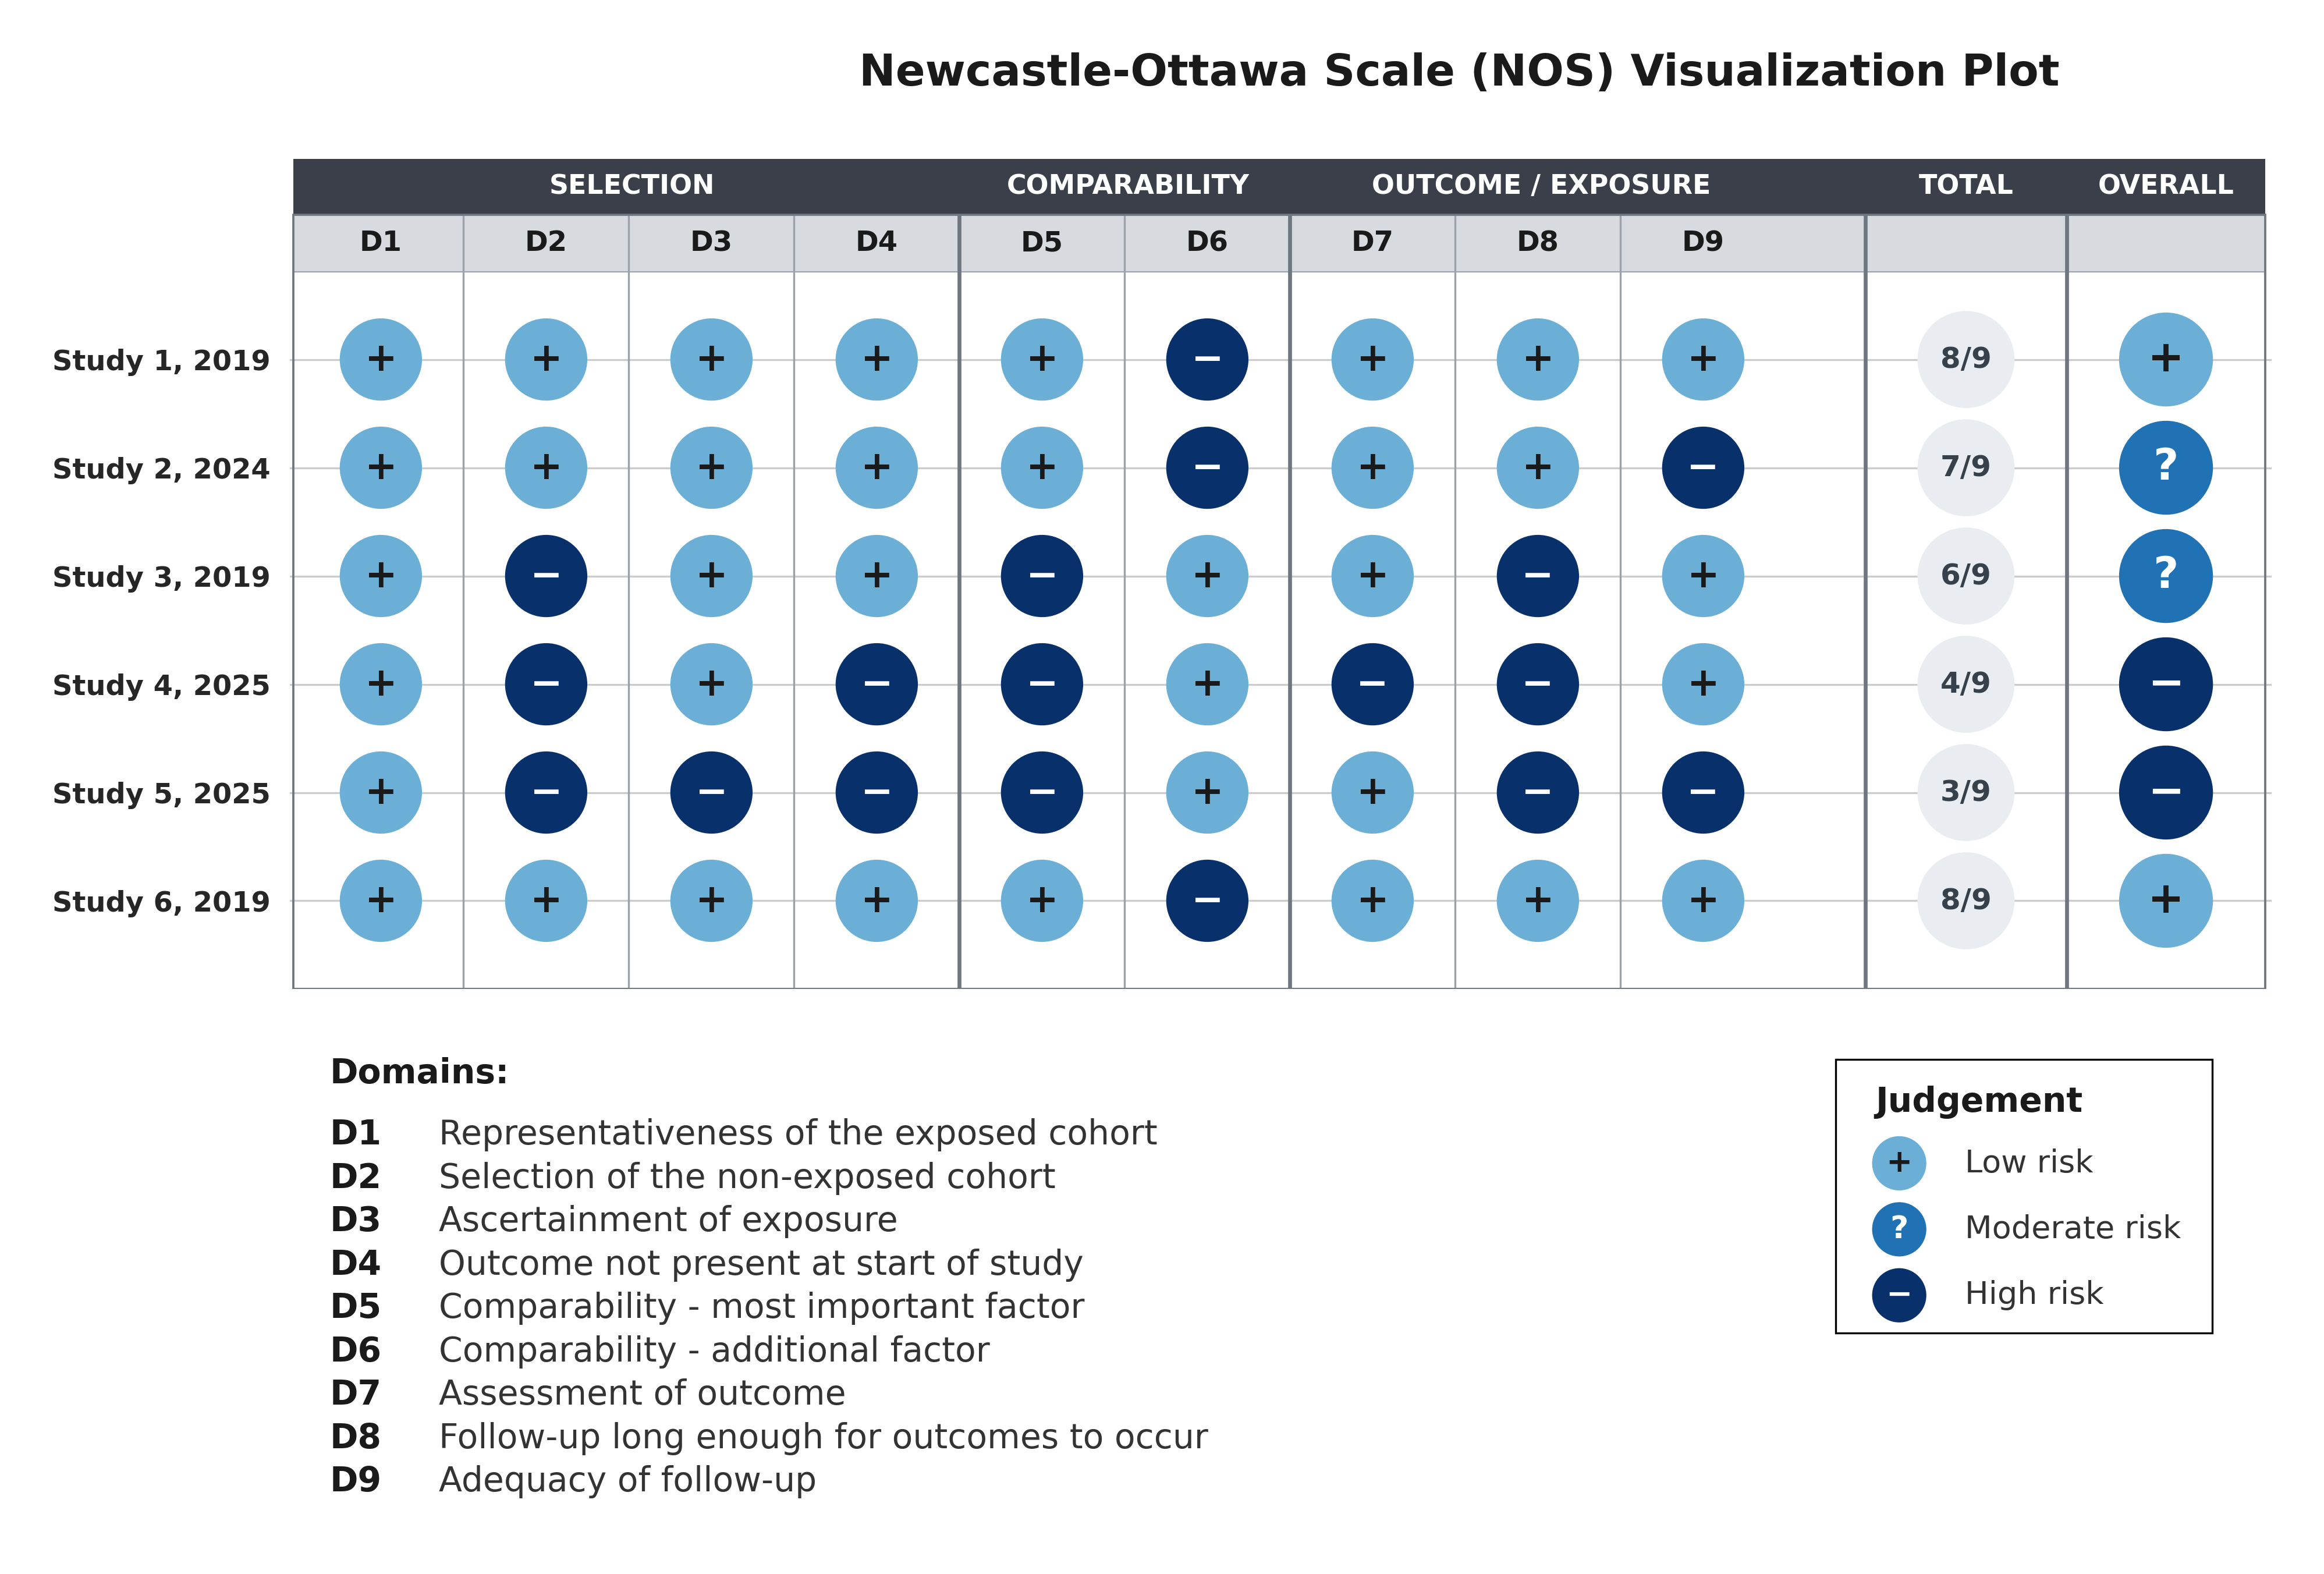 Newcastle-Ottawa Scale (NOS) Visualization Plot
SELECTION COMPARABILITY OUTCOME / EXPOSURE TOTAL OVERALL
D1 D2 D3 D4 D5 D6 D7 D8 D9
Study 1, 2019 + + + + + − + + + 8/9 +
Study 2, 2024 + + + + + − + + − 7/9 ?
Study 3, 2019 + − + + − + + − + 6/9 ?
Study 4, 2025 + − + − − + − − + 4/9 −
Study 5, 2025 + − − − − + + − − 3/9 −
Study 6, 2019 + + + + + − + + + 8/9 +
Domains:
D1 Representativeness of the exposed cohort
D2 Selection of the non-exposed cohort
D3 Ascertainment of exposure
D4 Outcome not present at start of study
D5 Comparability - most important factor
D6 Comparability - additional factor
D7 Assessment of outcome
D8 Follow-up long enough for outcomes to occur
D9 Adequacy of follow-up
Judgement
+ Low risk
? Moderate risk
− High risk